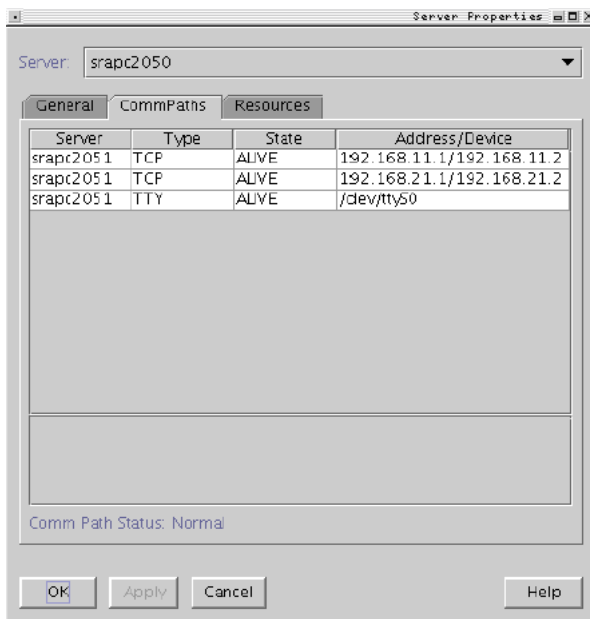 Server Properties
Server: srapc2050
General CommPaths Resources
Server Type State Address/Device
srapc2051 TCP ALIVE 192.168.11.1/192.168.11.2
srapc2051 TCP ALIVE 192.168.21.1/192.168.21.2
srapc2051 TTY ALIVE /dev/ttyS0
Comm Path Status: Normal
OK Apply Cancel Help